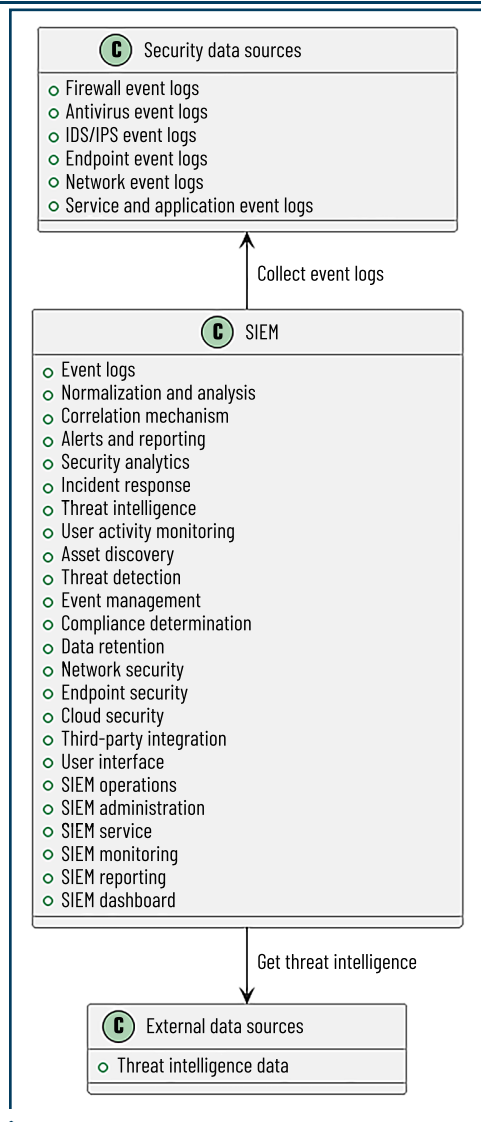 C Security data sources
Firewall event logs
Antivirus event logs
IDS/IPS event logs
Endpoint event logs
Network event logs
Service and application event logs
Collect event logs
C SIEM
Event logs
Normalization and analysis
Correlation mechanism
Alerts and reporting
Security analytics
Incident response
Threat intelligence
User activity monitoring
Asset discovery
Threat detection
Event management
Compliance determination
Data retention
Network security
Endpoint security
Cloud security
Third-party integration
User interface
SIEM operations
SIEM administration
SIEM service
SIEM monitoring
SIEM reporting
SIEM dashboard
Get threat intelligence
C External data sources
Threat intelligence data